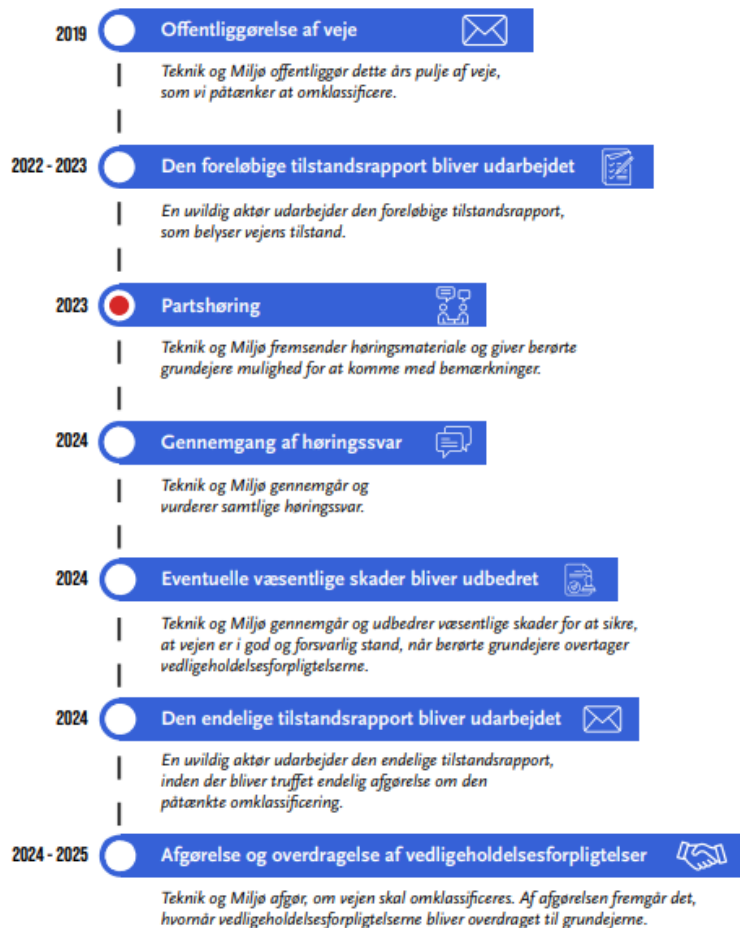 2019
Offentliggørelse af veje
Teknik og Miljø offentliggør dette års pulje af veje,
som vi påtænker at omklassificere.
2022 - 2023
Den foreløbige tilstandsrapport bliver udarbejdet
En uvildig aktør udarbejder den foreløbige tilstandsrapport,
som belyser vejens tilstand.
2023
Partshøring
Teknik og Miljø fremsender høringsmateriale og giver berørte
grundejere mulighed for at komme med bemærkninger.
2024
Gennemgang af høringssvar
Teknik og Miljø gennemgår og
vurderer samtlige høringssvar.
2024
Eventuelle væsentlige skader bliver udbedret
Teknik og Miljø gennemgår og udbedrer væsentlige skader for at sikre,
at vejen er i god og forsvarlig stand, når berørte grundejere overtager
vedligeholdelsesforpligtelserne.
2024
Den endelige tilstandsrapport bliver udarbejdet
En uvildig aktør udarbejder den endelige tilstandsrapport,
inden der bliver truffet endelig afgørelse om den
påtænkte omklassificering.
2024 - 2025
Afgørelse og overdragelse af vedligeholdelsesforpligtelser
Teknik og Miljø afgør, om vejen skal omklassificeres. Af afgørelsen fremgår det,
hvornår vedligeholdelsesforpligtelserne bliver overdraget til grundejerne.